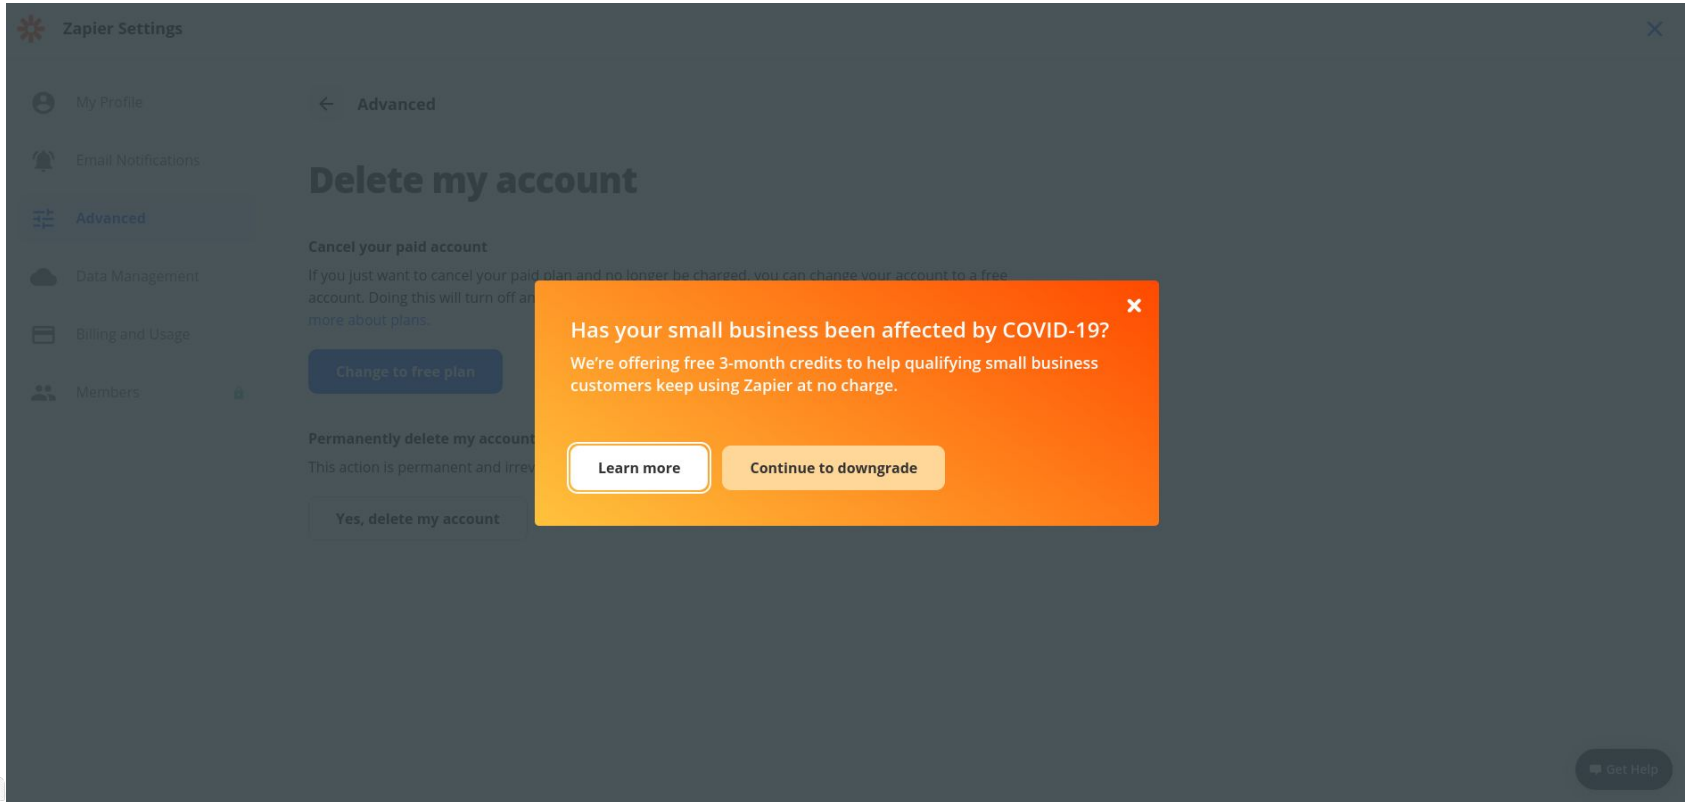 Zapier Settings
My Profile
Email Notifications
Advanced
Data Management
Billing and Usage
Members
Advanced
Delete my account
Cancel your paid account
If you just want to cancel your paid plan and no longer be charged, you can change your account to a free
account. Doing this will turn off an
more about plans.
Change to free plan
Permanently delete my account
This action is permanent and irrev
Yes, delete my account
Has your small business been affected by COVID-19?
We're offering free 3-month credits to help qualifying small business
customers keep using Zapier at no charge.
Learn more
Continue to downgrade
Get Help